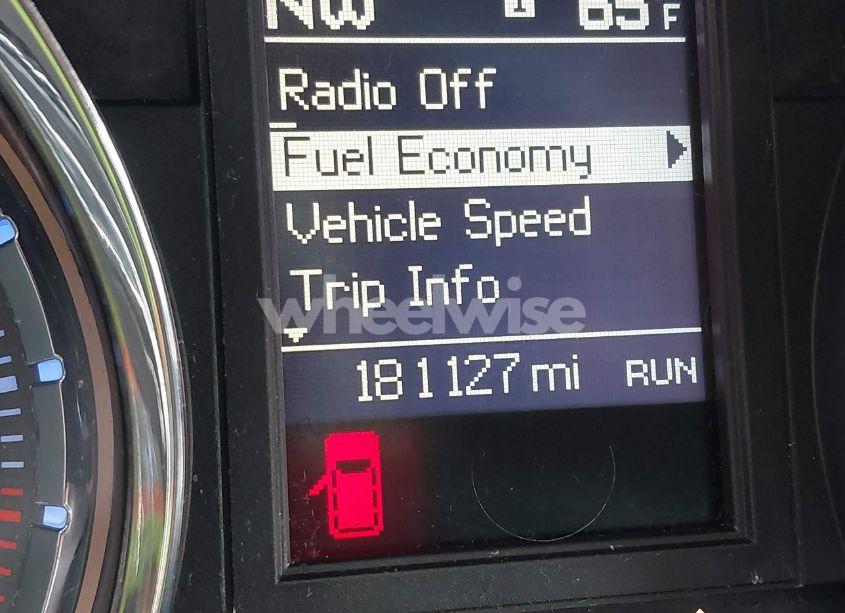 NW 65 F
Radio Off
Fuel Economy
Vehicle Speed
Trip Info
wheelwise
181127 mi RUN